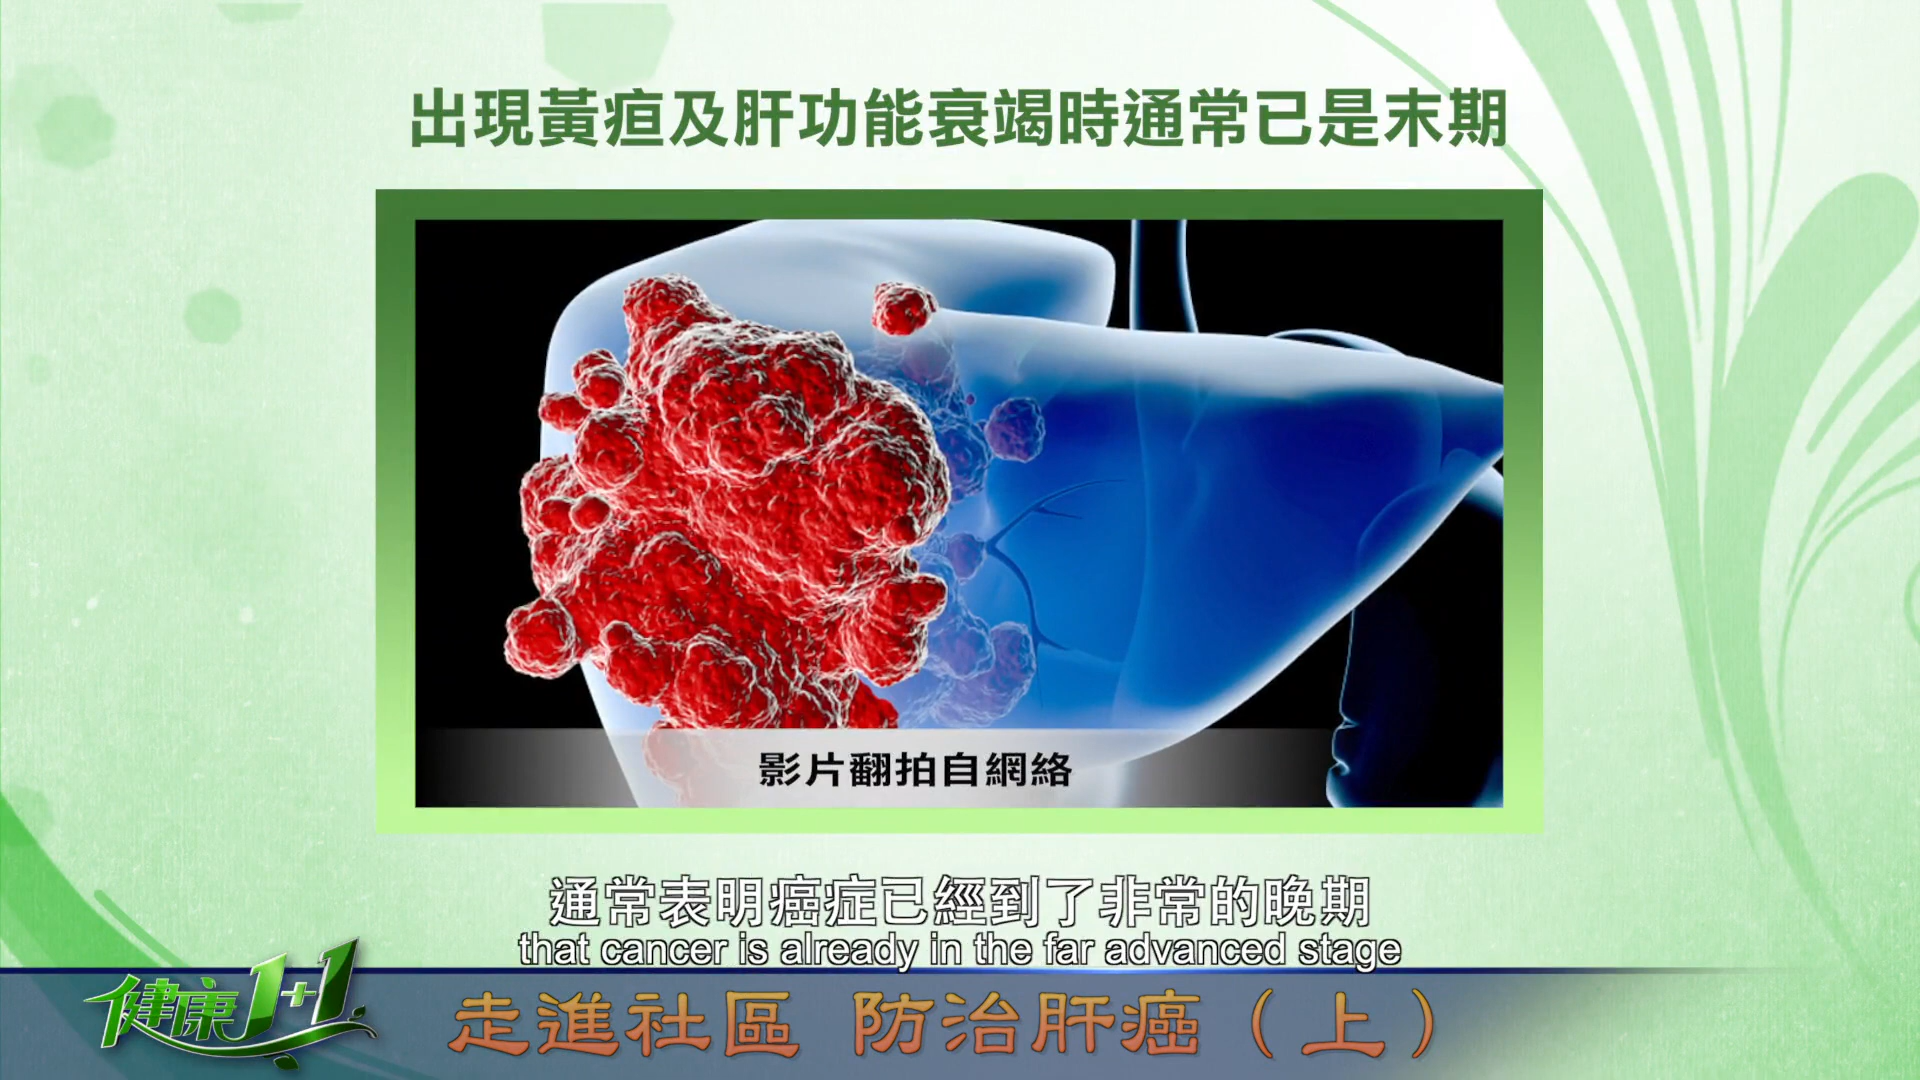 出現黃疸及肝功能衰竭時通常已是末期
影片翻拍自網絡
通常表明癌症已經到了非常的晚期
that cancer is already in the far advanced stage
健康1+1
走進社區 防治肝癌（上）